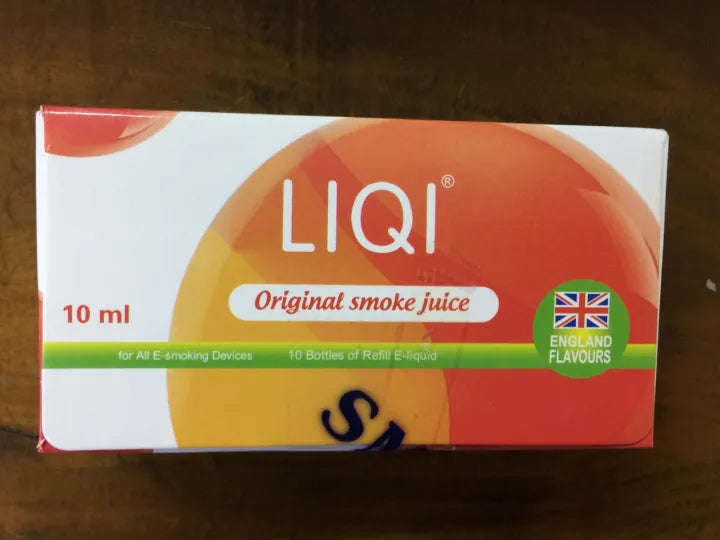 LIQI®
Original smoke juice
10 ml
for All E-smoking Devices 10 Bottles of Refill E-liquid
ENGLAND
FLAVOURS